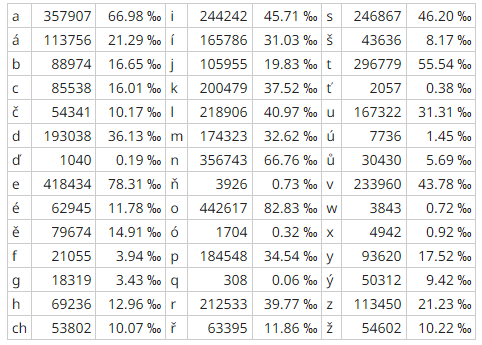 a 357907 66.98 ‰ i 244242 45.71 ‰ s 246867 46.20 ‰
á 113756 21.29 ‰ í 165786 31.03 ‰ š 43636 8.17 ‰
b 88974 16.65 ‰ j 105955 19.83 ‰ t 296779 55.54 ‰
c 85538 16.01 ‰ k 200479 37.52 ‰ ť 2057 0.38 ‰
č 54341 10.17 ‰ l 218906 40.97 ‰ u 167322 31.31 ‰
d 193038 36.13 ‰ m 174323 32.62 ‰ ú 7736 1.45 ‰
ď 1040 0.19 ‰ n 356743 66.76 ‰ ů 30430 5.69 ‰
e 418434 78.31 ‰ ň 3926 0.73 ‰ v 233960 43.78 ‰
é 62945 11.78 ‰ o 442617 82.83 ‰ w 3843 0.72 ‰
ě 79674 14.91 ‰ ó 1704 0.32 ‰ x 4942 0.92 ‰
f 21055 3.94 ‰ p 184548 34.54 ‰ y 93620 17.52 ‰
g 18319 3.43 ‰ q 308 0.06 ‰ ý 50312 9.42 ‰
h 69236 12.96 ‰ r 212533 39.77 ‰ z 113450 21.23 ‰
ch 53802 10.07 ‰ ř 63395 11.86 ‰ ž 54602 10.22 ‰